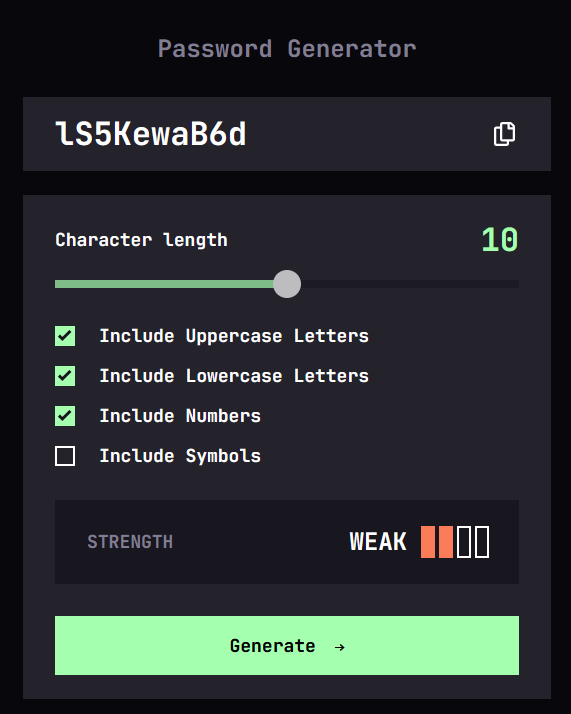 Password Generator
lS5KewaB6d
Character length 10
Include Uppercase Letters
Include Lowercase Letters
Include Numbers
Include Symbols
STRENGTH WEAK
Generate →